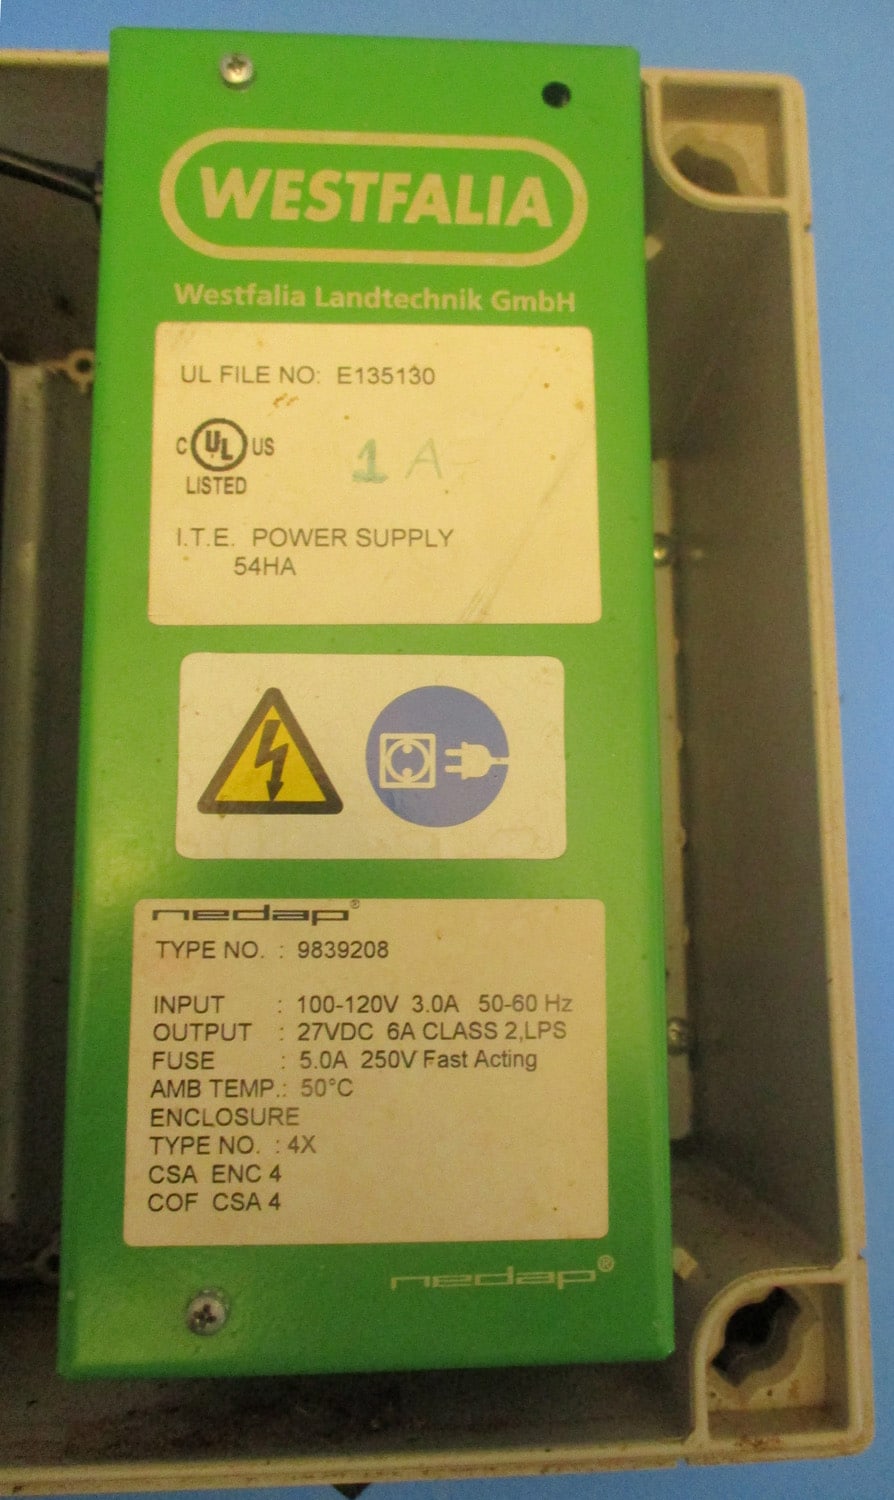 WESTFALIA
Westfalia Landtechnik GmbH
UL FILE NO: E135130
C UL US
LISTED
1 A
I.T.E. POWER SUPPLY
54HA
nedap®
TYPE NO. : 9839208
INPUT : 100-120V 3.0A 50-60 Hz
OUTPUT : 27VDC 6A CLASS 2,LPS
FUSE : 5.0A 250V Fast Acting
AMB TEMP.: 50°C
ENCLOSURE
TYPE NO. : 4X
CSA ENC 4
COF CSA 4
nedap®